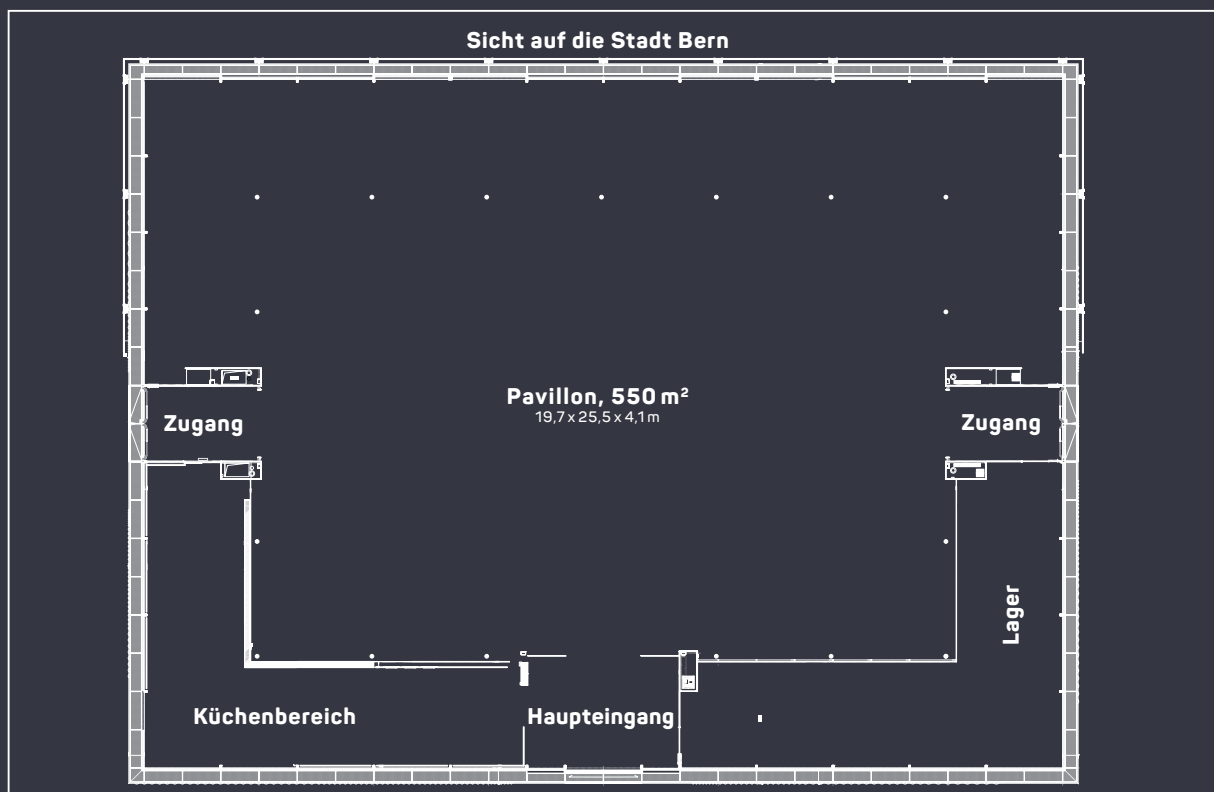 Sicht auf die Stadt Bern
Pavillon, 550 m²
19,7 x 25,5 x 4,1 m
Zugang
Zugang
Lager
Küchenbereich
Haupteingang